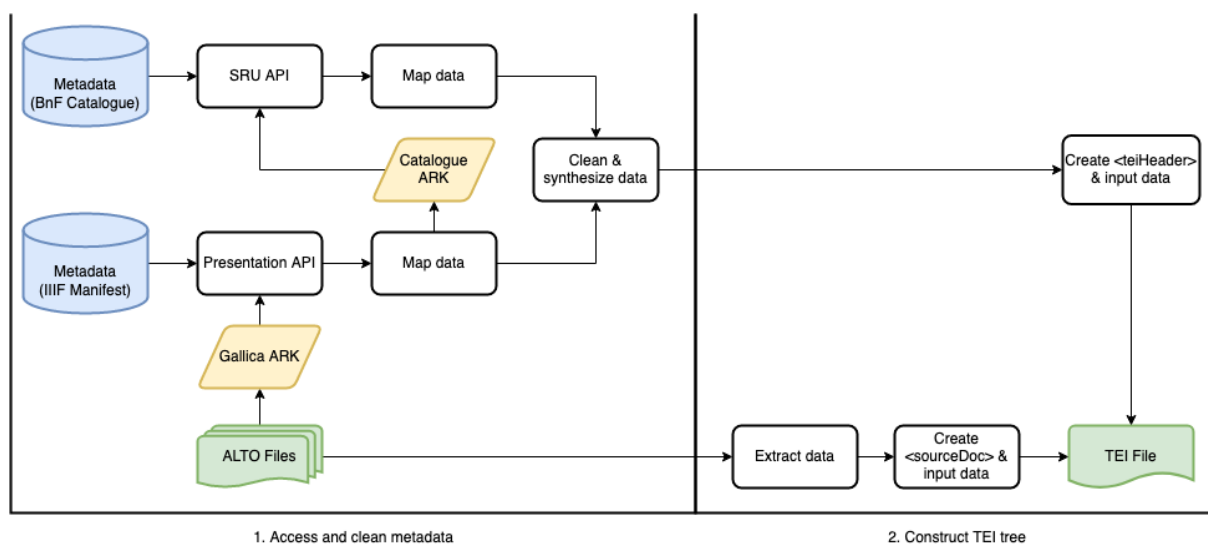 Metadata
(BnF Catalogue)
SRU API
Map data
Catalogue
ARK
Clean &
synthesize data
Create <teiHeader>
& input data
Metadata
(IIIF Manifest)
Presentation API
Map data
Gallica ARK
ALTO Files
Extract data
Create
<sourceDoc> &
input data
TEI File
1. Access and clean metadata
2. Construct TEI tree